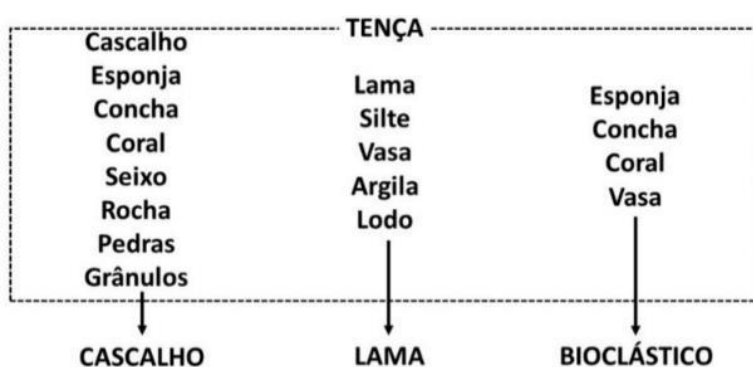 TENÇA
Cascalho
Esponja
Concha
Coral
Seixo
Rocha
Pedras
Grânulos
CASCALHO
Lama
Silte
Vasa
Argila
Lodo
LAMA
Esponja
Concha
Coral
Vasa
BIOCLÁSTICO